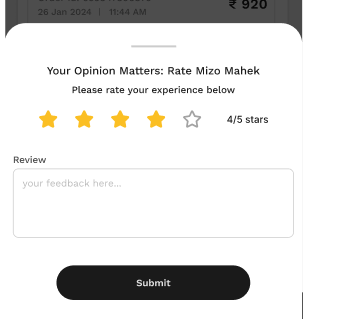 ₹ 920
26 Jan 2024 | 11:44 AM
Your Opinion Matters: Rate Mizo Mahek
Please rate your experience below
4/5 stars
Review
your feedback here...
Submit